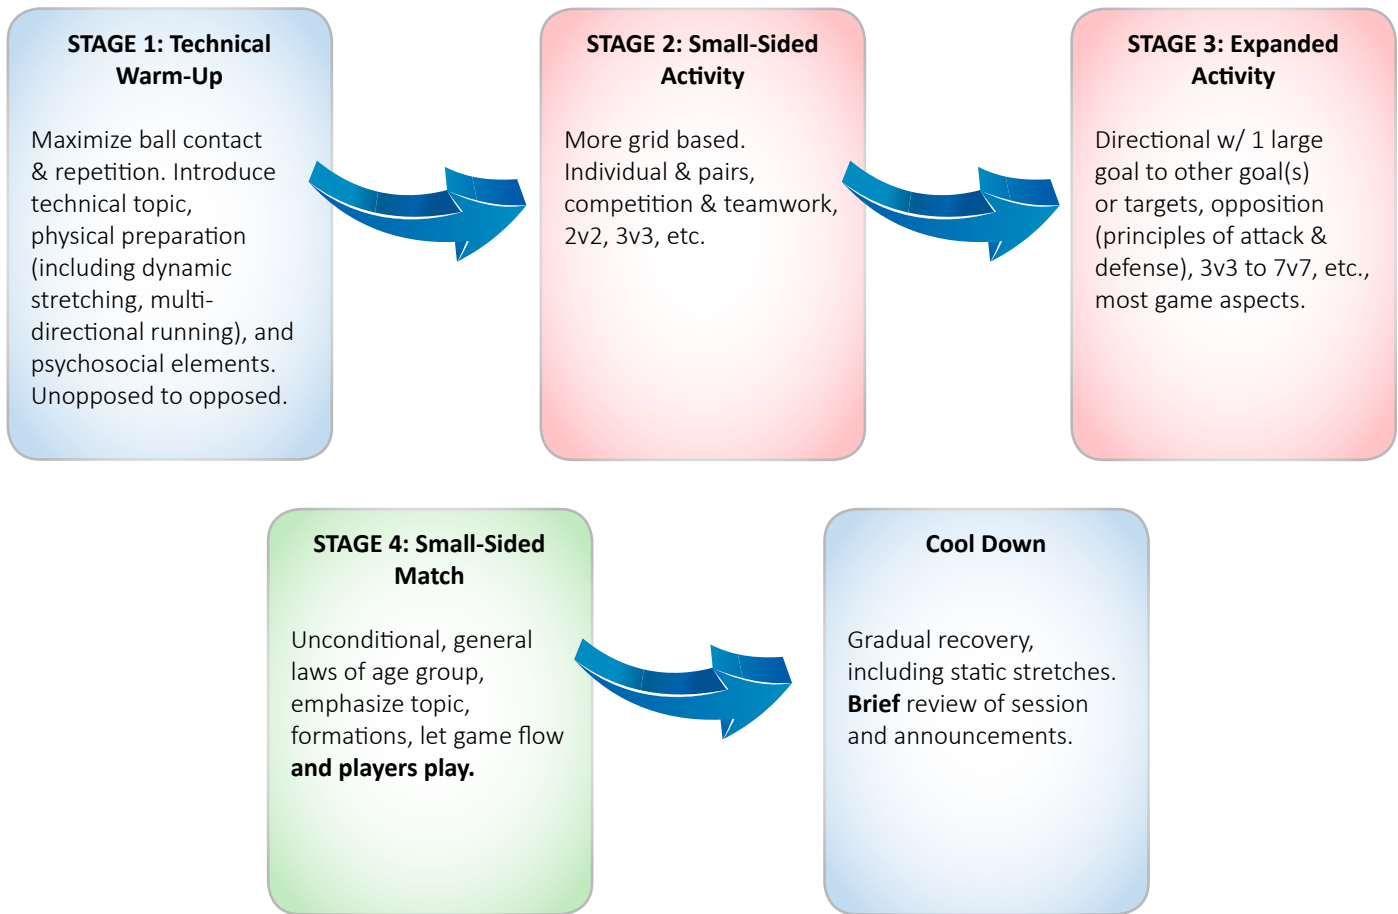 STAGE 1: Technical
Warm-Up
Maximize ball contact
& repetition. Introduce
technical topic,
physical preparation
(including dynamic
stretching, multi-
directional running), and
psychosocial elements.
Unopposed to opposed.
STAGE 2: Small-Sided
Activity
More grid based.
Individual & pairs,
competition & teamwork,
2v2, 3v3, etc.
STAGE 3: Expanded
Activity
Directional w/ 1 large
goal to other goal(s)
or targets, opposition
(principles of attack &
defense), 3v3 to 7v7, etc.,
most game aspects.
STAGE 4: Small-Sided
Match
Unconditional, general
laws of age group,
emphasize topic,
formations, let game flow
and players play.
Cool Down
Gradual recovery,
including static stretches.
Brief review of session
and announcements.